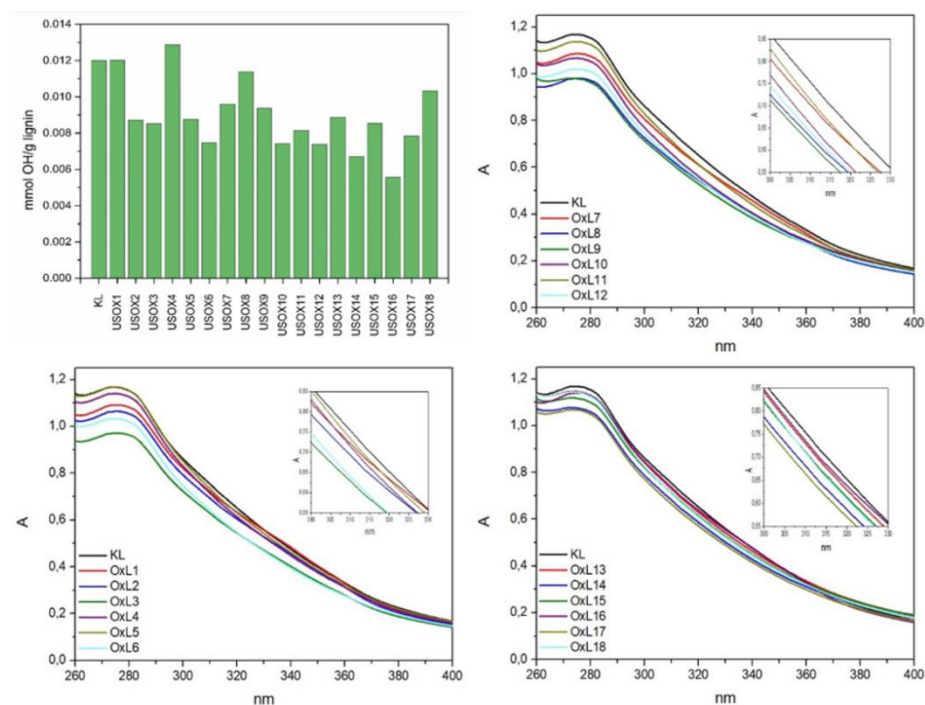 0.014
0.012
0.010
0.008
0.006
0.004
0.002
0.000
mmol OH/g lignin
KL
USOX1
USOX2
USOX3
USOX4
USOX5
USOX6
USOX7
USOX8
USOX9
USOX10
USOX11
USOX12
USOX13
USOX14
USOX15
USOX16
USOX17
USOX18
1,2
1,0
0,8
0,6
0,4
0,2
0,0
A
KL
OxL7
OxL8
OxL9
OxL10
OxL11
OxL12
260 280 300 320 340 360 380 400
nm
A
nm
1,2
1,0
0,8
0,6
0,4
0,2
0,0
A
KL
OxL1
OxL2
OxL3
OxL4
OxL5
OxL6
260 280 300 320 340 360 380 400
nm
A
nm
1,2
1,0
0,8
0,6
0,4
0,2
0,0
A
KL
OxL13
OxL14
OxL15
OxL16
OxL17
OxL18
260 280 300 320 340 360 380 400
nm
A
nm